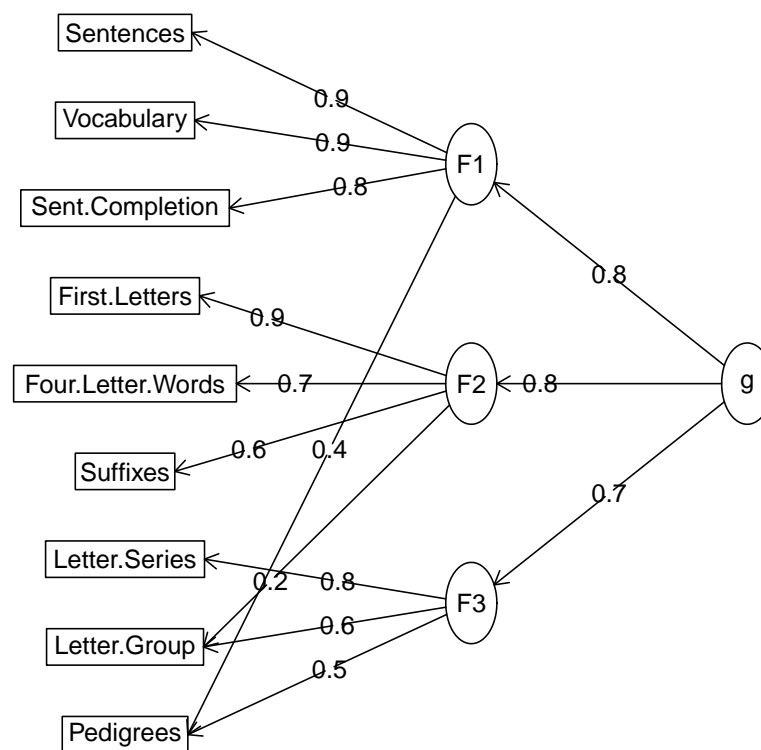 Sentences
0.9
Vocabulary
0.9
F1
Sent.Completion
0.8
0.8
First.Letters
0.9
Four.Letter.Words
0.7
F2
0.8
g
Suffixes
0.6
0.4
0.7
Letter.Series
0.2
0.8
F3
Letter.Group
0.6
0.5
Pedigrees